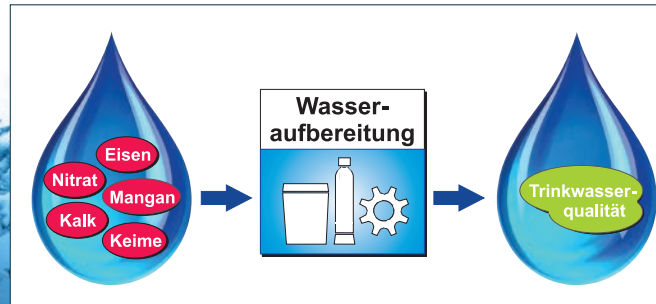 Eisen
Nitrat
Mangan
Kalk
Keime
Wasser-
aufbereitung
Trinkwasser-
qualität